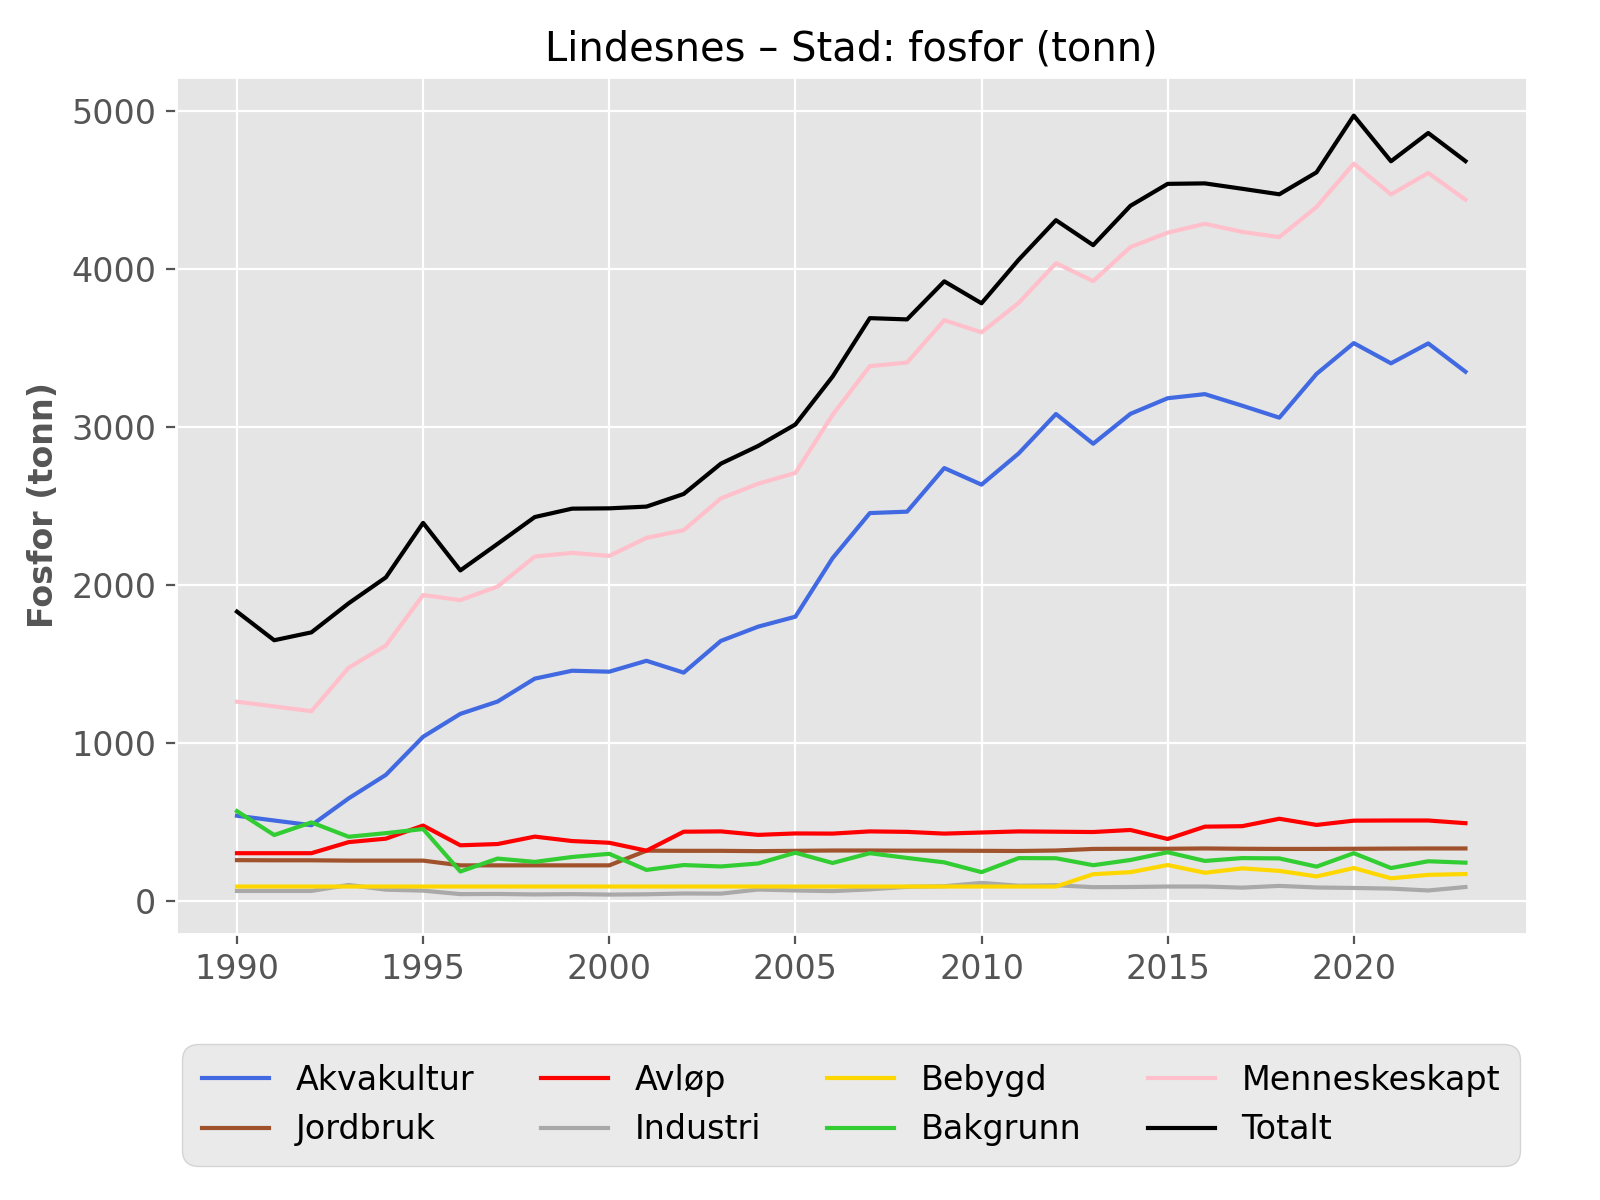 Lindesnes – Stad: fosfor (tonn)
Fosfor (tonn)
5000
4000
3000
2000
1000
0
1990 1995 2000 2005 2010 2015 2020
Akvakultur Avløp Bebygd Menneskeskapt
Jordbruk Industri Bakgrunn Totalt